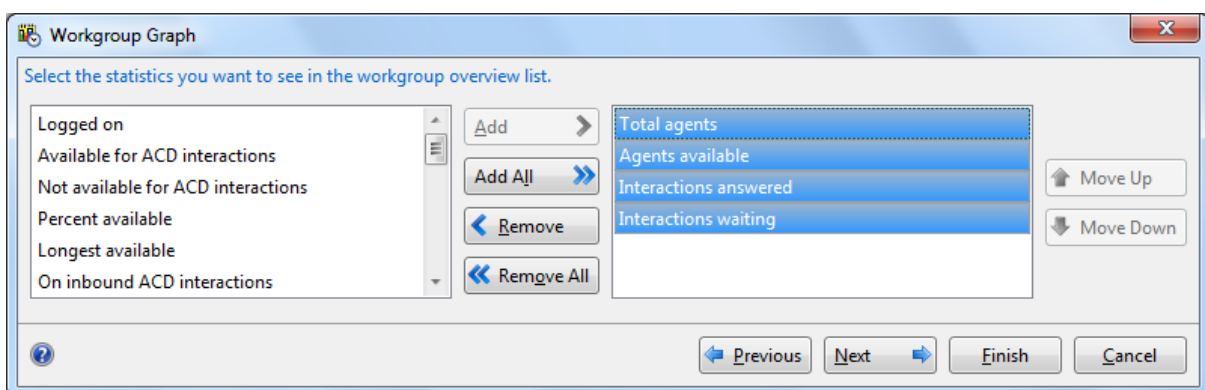 Workgroup Graph
Select the statistics you want to see in the workgroup overview list.
Logged on
Available for ACD interactions
Not available for ACD interactions
Percent available
Longest available
On inbound ACD interactions
Add
Add All
Remove
Remove All
Total agents
Agents available
Interactions answered
Interactions waiting
Move Up
Move Down
Previous
Next
Finish
Cancel